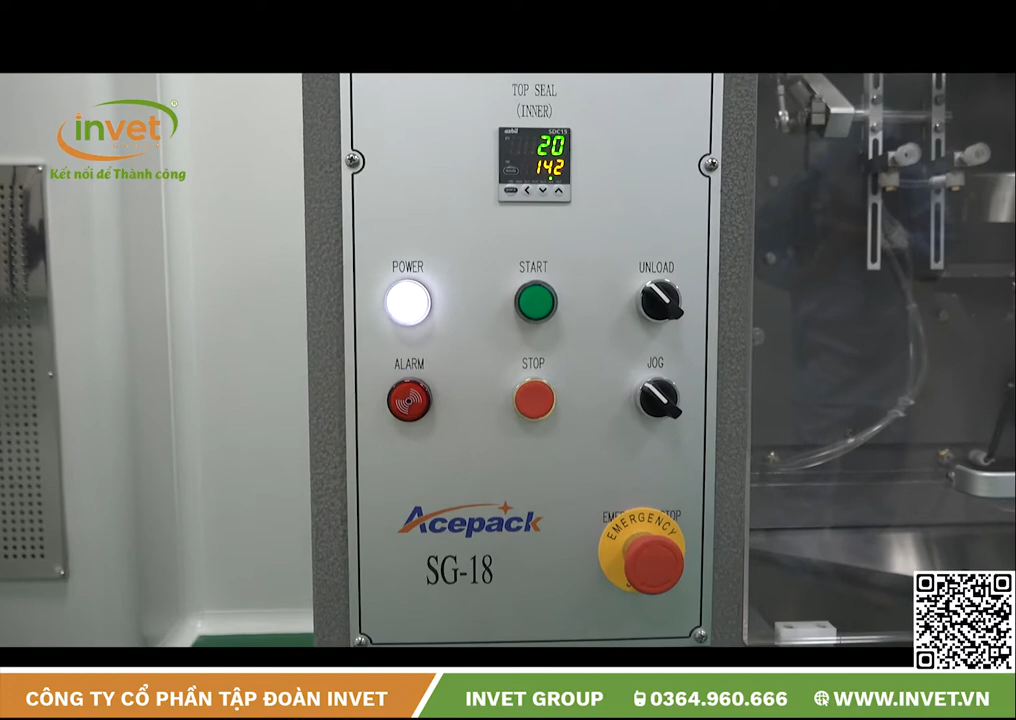 invet
Kết nối để Thành công
TOP SEAL
(INNER)
azbil SDC15
20
142
POWER
START
UNLOAD
ALARM
STOP
JOG
Acepack
SG-18
EMERGENCY
CÔNG TY CỔ PHẦN TẬP ĐOÀN INVET
INVET GROUP
0364.960.666
WWW.INVET.VN